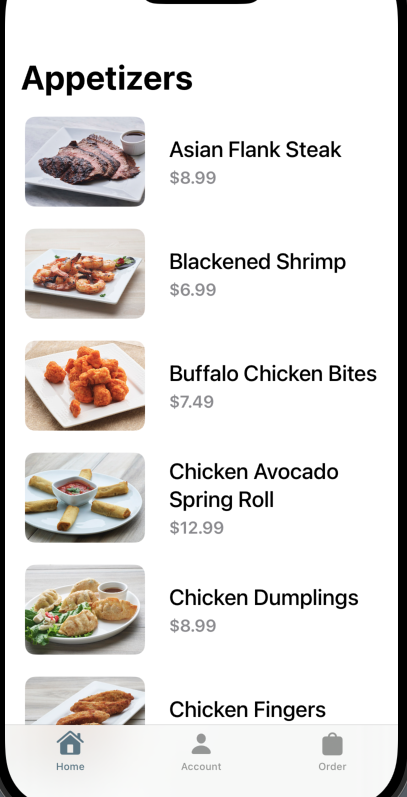 Appetizers
Asian Flank Steak
$8.99
Blackened Shrimp
$6.99
Buffalo Chicken Bites
$7.49
Chicken Avocado
Spring Roll
$12.99
Chicken Dumplings
$8.99
Chicken Fingers
Home
Account
Order